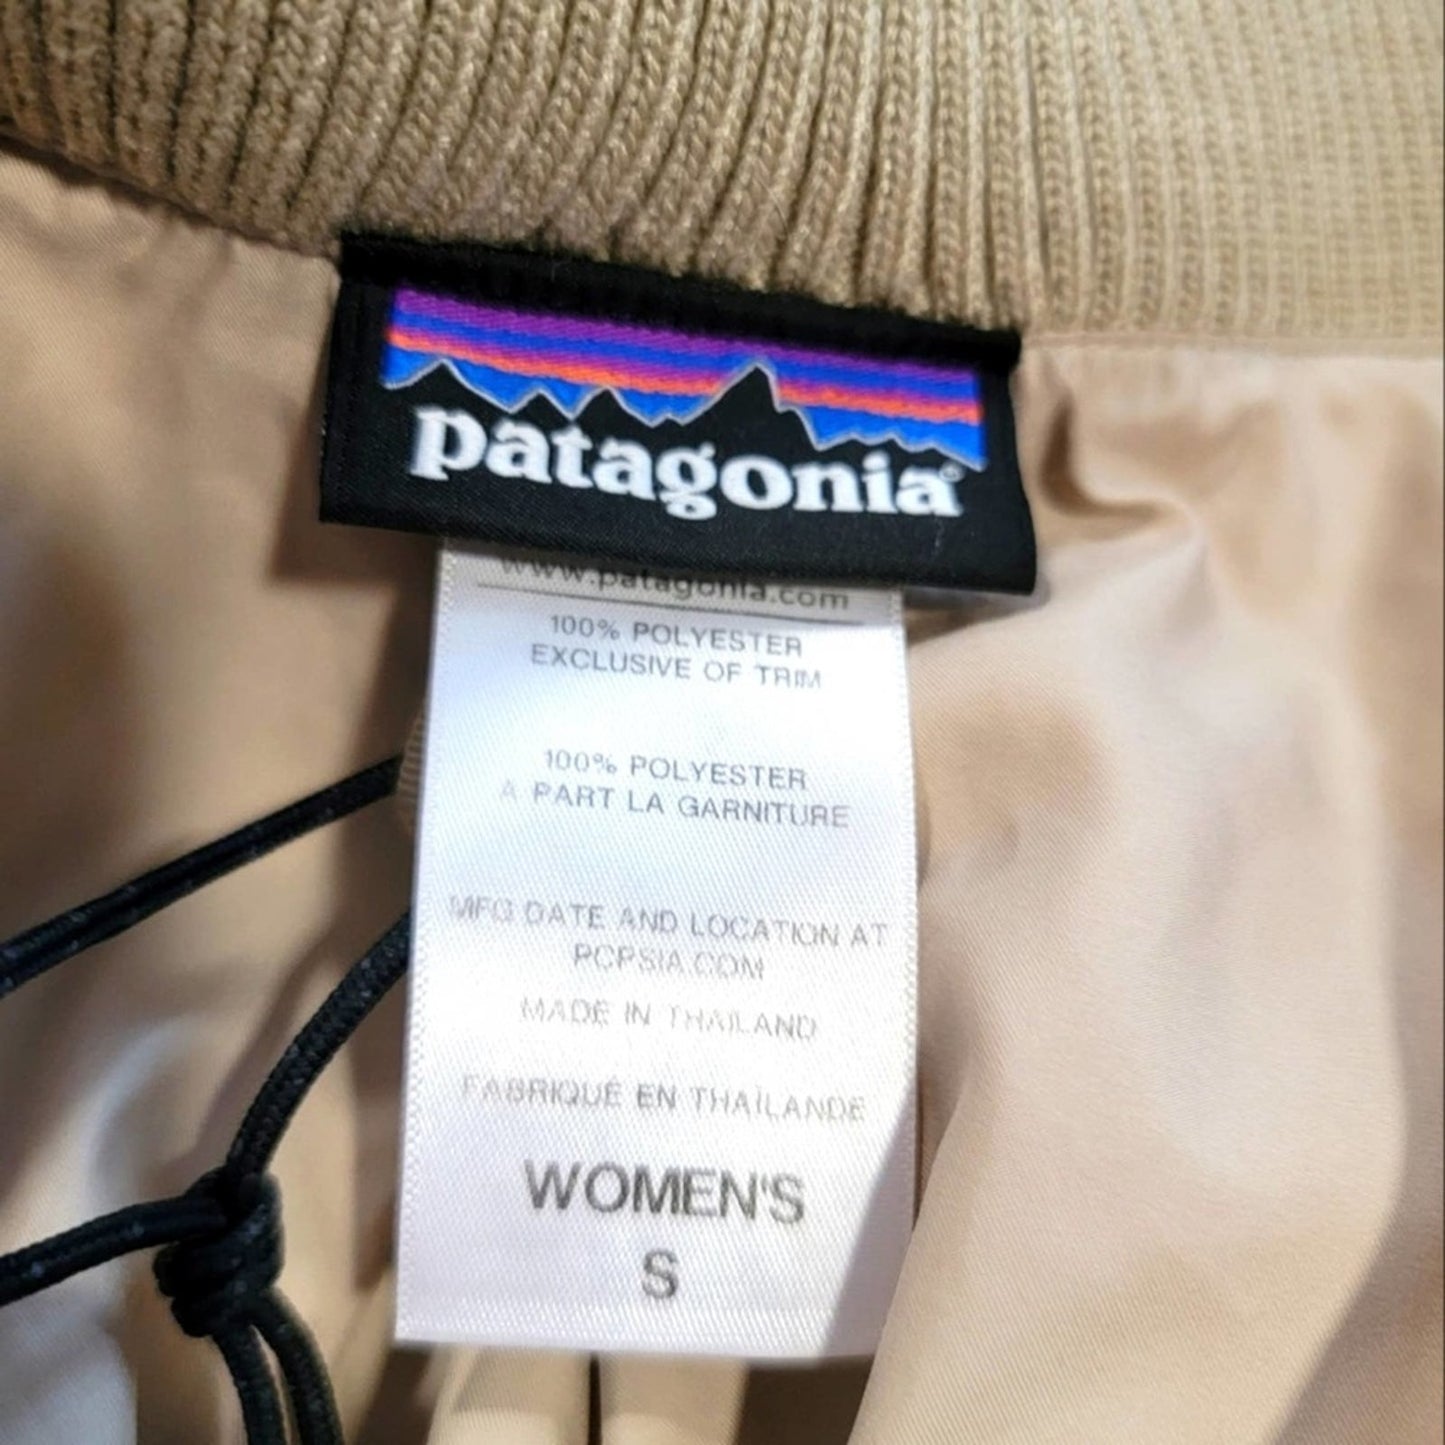 patagonia®
www.patagonia.com
100% POLYESTER
EXCLUSIVE OF TRIM
100% POLYESTER
À PART LA GARNITURE
MFG DATE AND LOCATION AT
PCPSIA.COM
MADE IN THAILAND
FABRIQUÉ EN THAÏLANDE
WOMEN'S
S